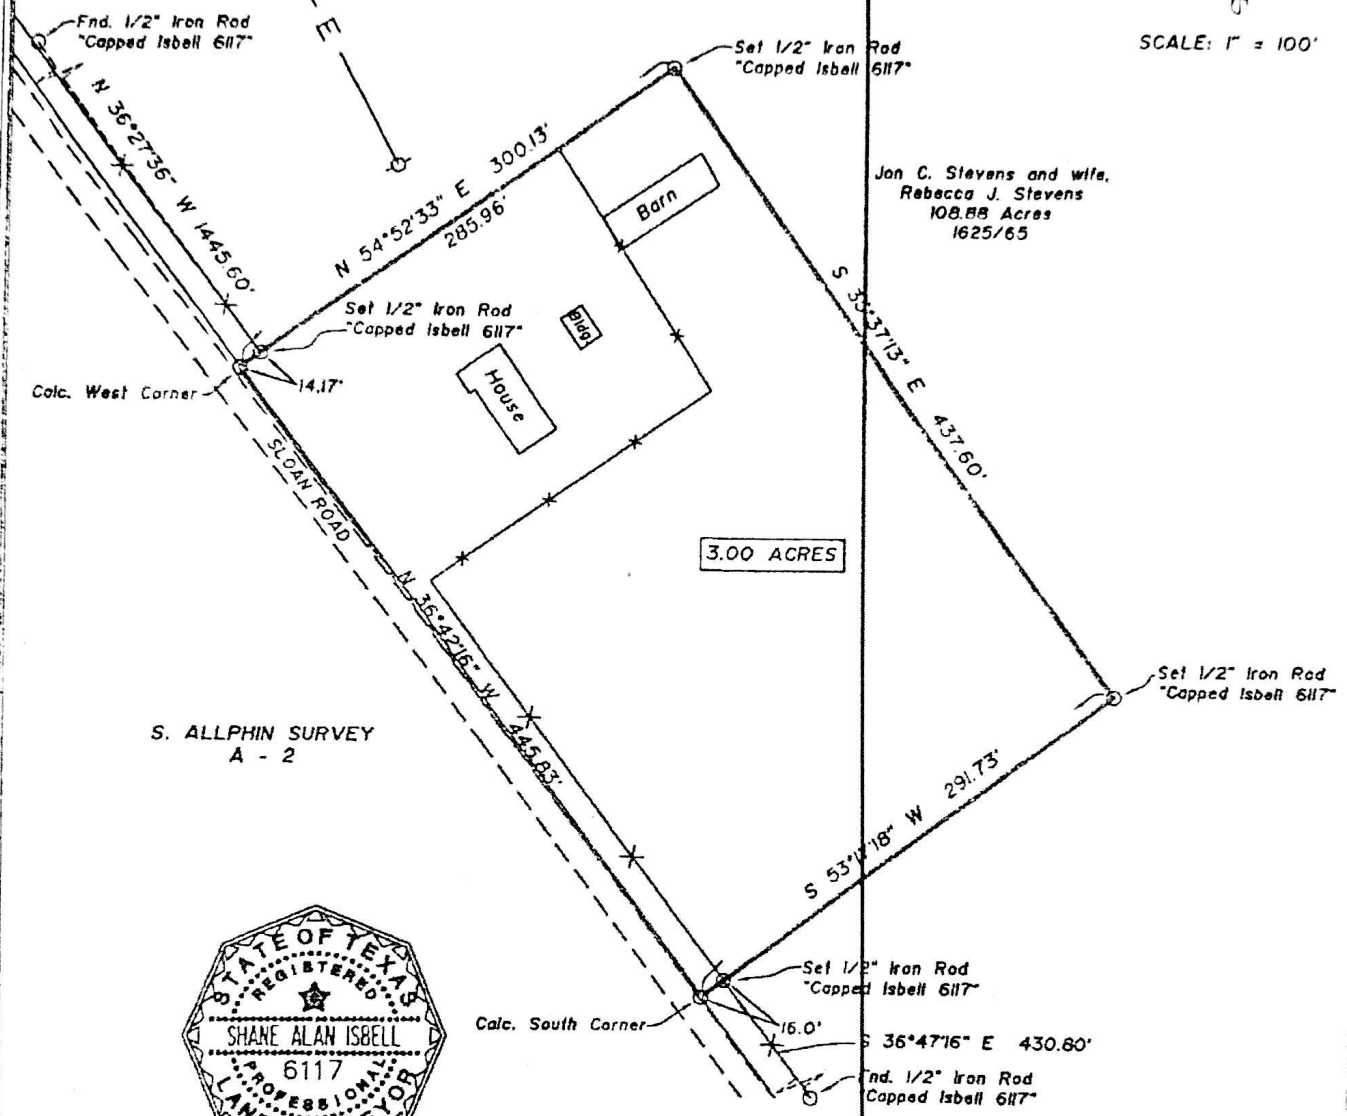 Fnd. 1/2" Iron Rod
"Capped Isbell 6117"
E
Set 1/2" Iron Rod
"Capped Isbell 6117"
SCALE: 1" = 100'
N 36°27'36" W 1445.60'
N 54°52'33" E 300.13'
285.96'
Barn
Jon C. Stevens and wife,
Rebecca J. Stevens
108.88 Acres
1625/65
S 33°37'13" E 437.60'
Set 1/2" Iron Rod
"Capped Isbell 6117"
Bldg.
House
Calc. West Corner
14.17'
SLOAN ROAD
3.00 ACRES
N 36°42'16" W 445.83'
S. ALLPHIN SURVEY
A - 2
Set 1/2" Iron Rod
"Capped Isbell 6117"
S 53°17'18" W 291.73'
Set 1/2" Iron Rod
"Capped Isbell 6117"
Calc. South Corner
16.0'
S 36°47'16" E 430.80'
Fnd. 1/2" Iron Rod
"Capped Isbell 6117"
STATE OF TEXAS
REGISTERED
SHANE ALAN ISBELL
6117
PROFESSIONAL
LAND SURVEYOR